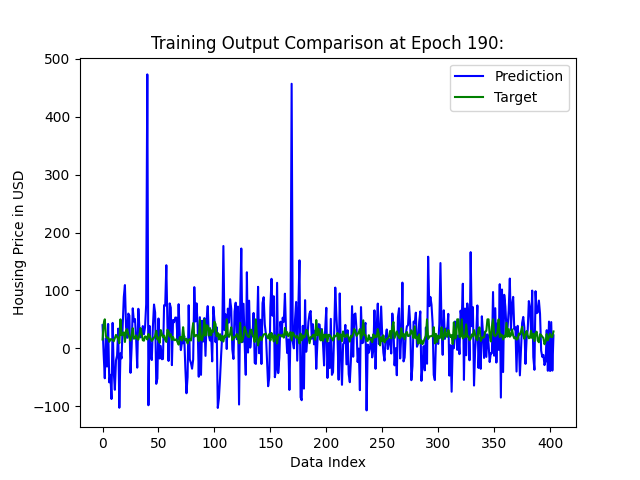 Training Output Comparison at Epoch 190:
Prediction
Target
Housing Price in USD
500
400
300
200
100
0
−100
0 50 100 150 200 250 300 350 400
Data Index